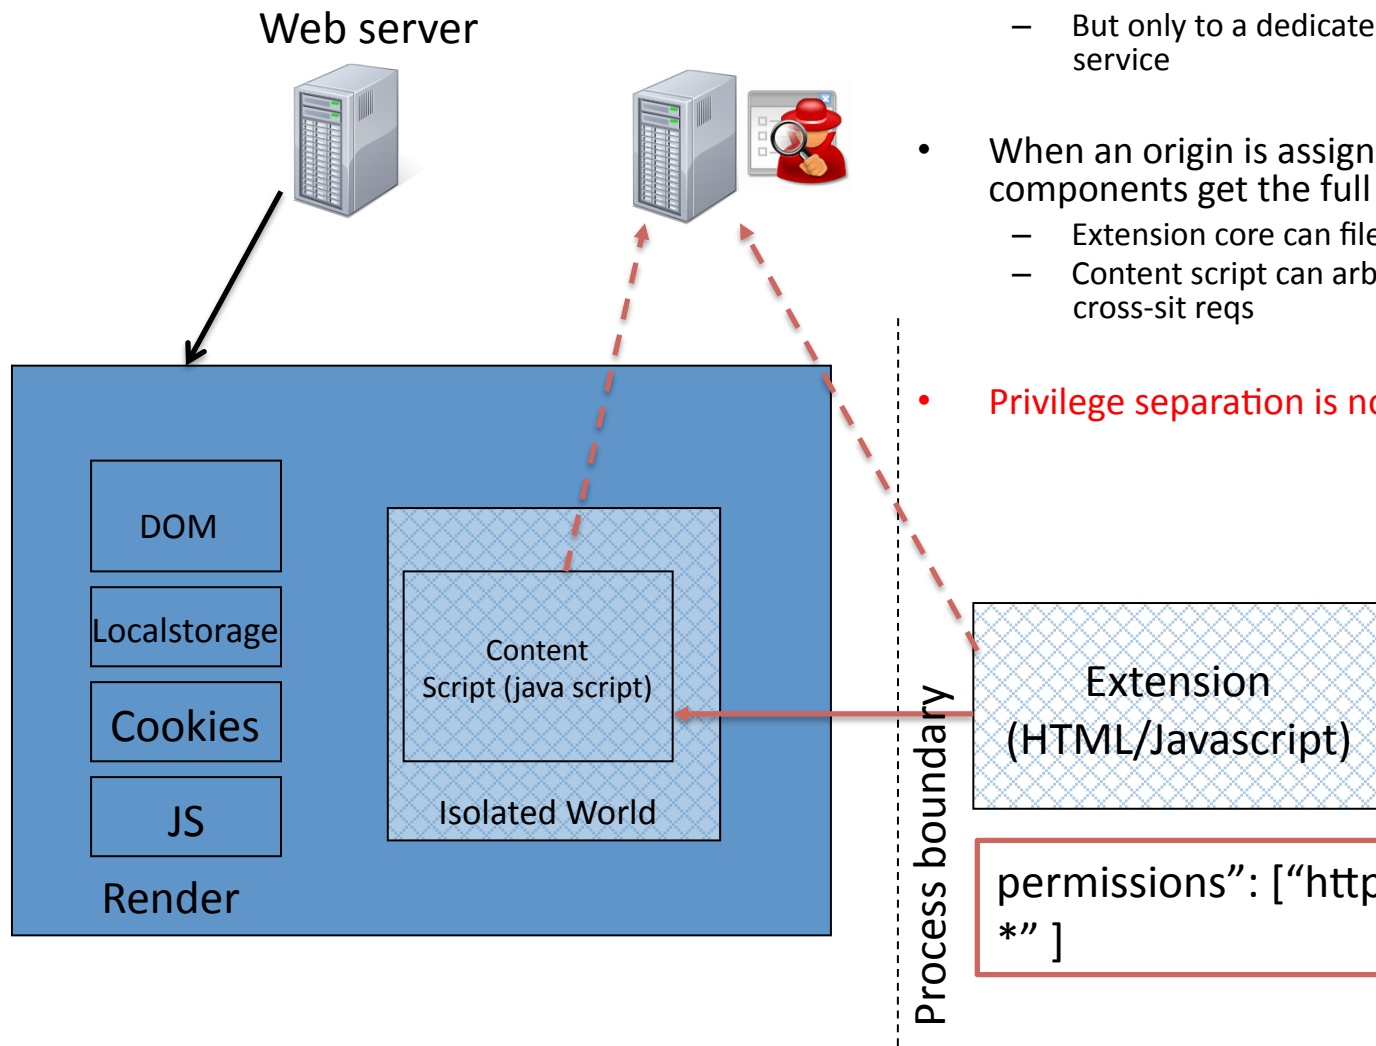 Web server
– But only to a dedicate
service
• When an origin is assign
components get the full
– Extension core can file
– Content script can arb
cross-sit reqs
• Privilege separation is no
DOM
Localstorage
Cookies
JS
Render
Content
Script (java script)
Isolated World
Process boundary
Extension
(HTML/Javascript)
permissions”: [“http
*” ]